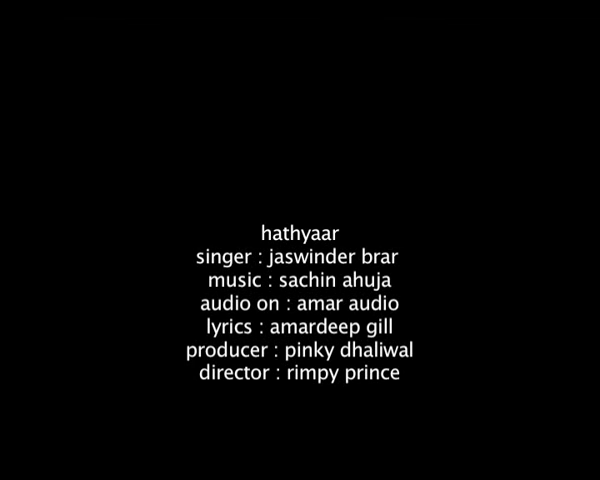 hathyaar
singer : jaswinder brar
music : sachin ahuja
audio on : amar audio
lyrics : amardeep gill
producer : pinky dhaliwal
director : rimpy prince